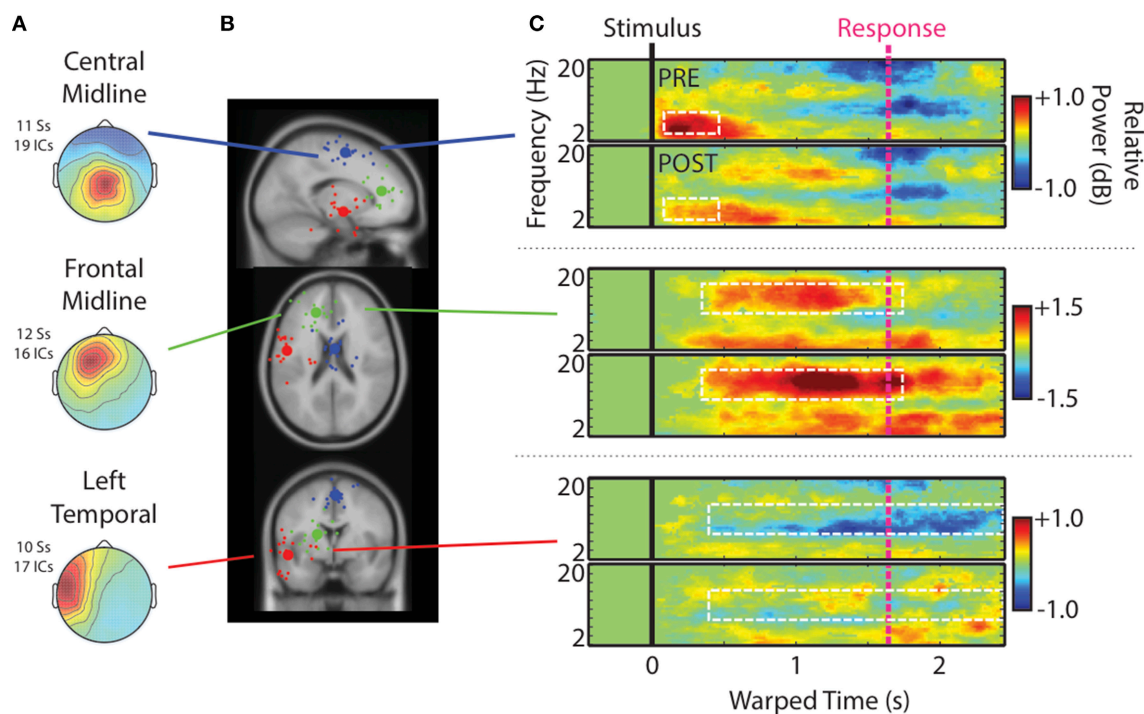 A
B
C
Stimulus
Response
Central
Midline
11 Ss
19 ICs
Frontal
Midline
12 Ss
16 ICs
Left
Temporal
10 Ss
17 ICs
Frequency (Hz)
20
PRE
2
20
POST
2
+1.0
-1.0
Relative
Power (dB)
20
2
20
2
+1.5
-1.5
20
2
20
2
+1.0
-1.0
0
1
2
Warped Time (s)